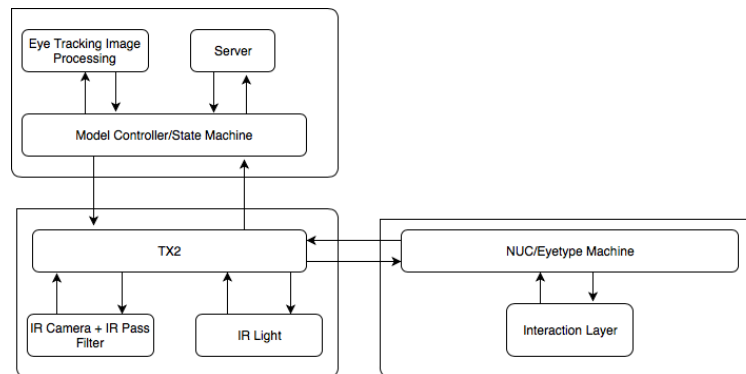 Eye Tracking Image
Processing
Server
Model Controller/State Machine
TX2
NUC/Eyetype Machine
IR Camera + IR Pass
Filter
IR Light
Interaction Layer